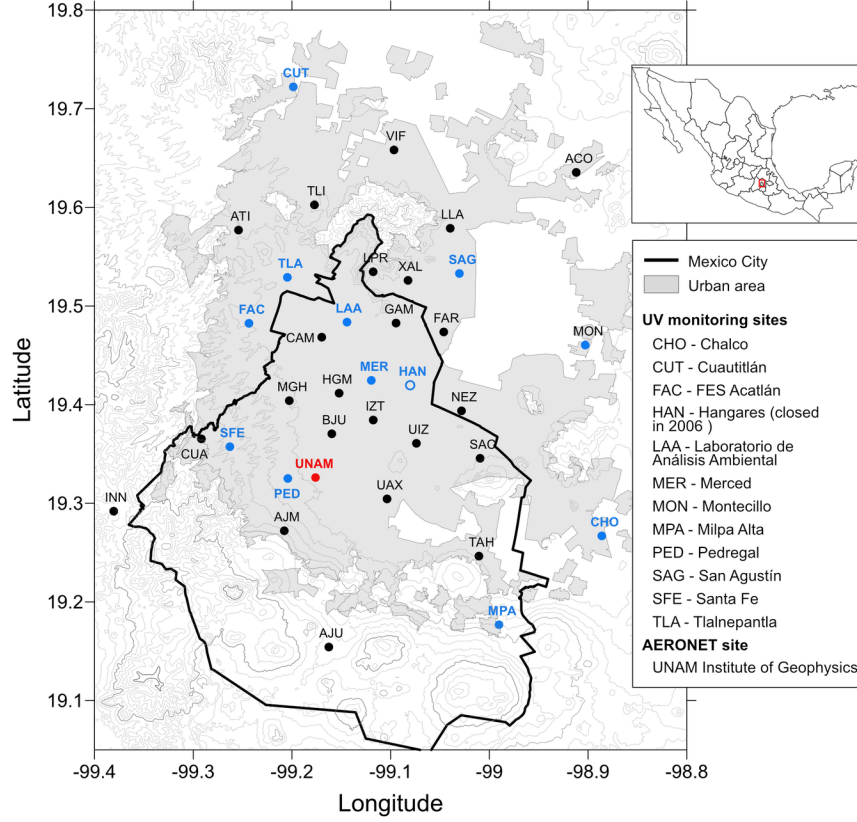 19.8
CUT
19.7
VIF
ACO
TLI
19.6
ATI
LLA
LPR
TLA
XAL
SAG
19.5
FAC
LAA
GAM
FAR
CAM
MON
MER
HAN
HGM
MGH
19.4
NEZ
IZT
BJU
UIZ
SFE
CUA
SAC
UNAM
PED
UAX
19.3
INN
AJM
CHO
TAH
19.2
MPA
AJU
19.1
-99.4
-99.3
-99.2
-99.1
-99
-98.9
-98.8
Latitude
Longitude
Mexico City
Urban area
UV monitoring sites
CHO - Chalco
CUT - Cuautitlán
FAC - FES Acatlán
HAN - Hangares (closed
in 2006 )
LAA - Laboratorio de
Análisis Ambiental
MER - Merced
MON - Montecillo
MPA - Milpa Alta
PED - Pedregal
SAG - San Agustín
SFE - Santa Fe
TLA - Tlalnepantla
AERONET site
UNAM Institute of Geophysics